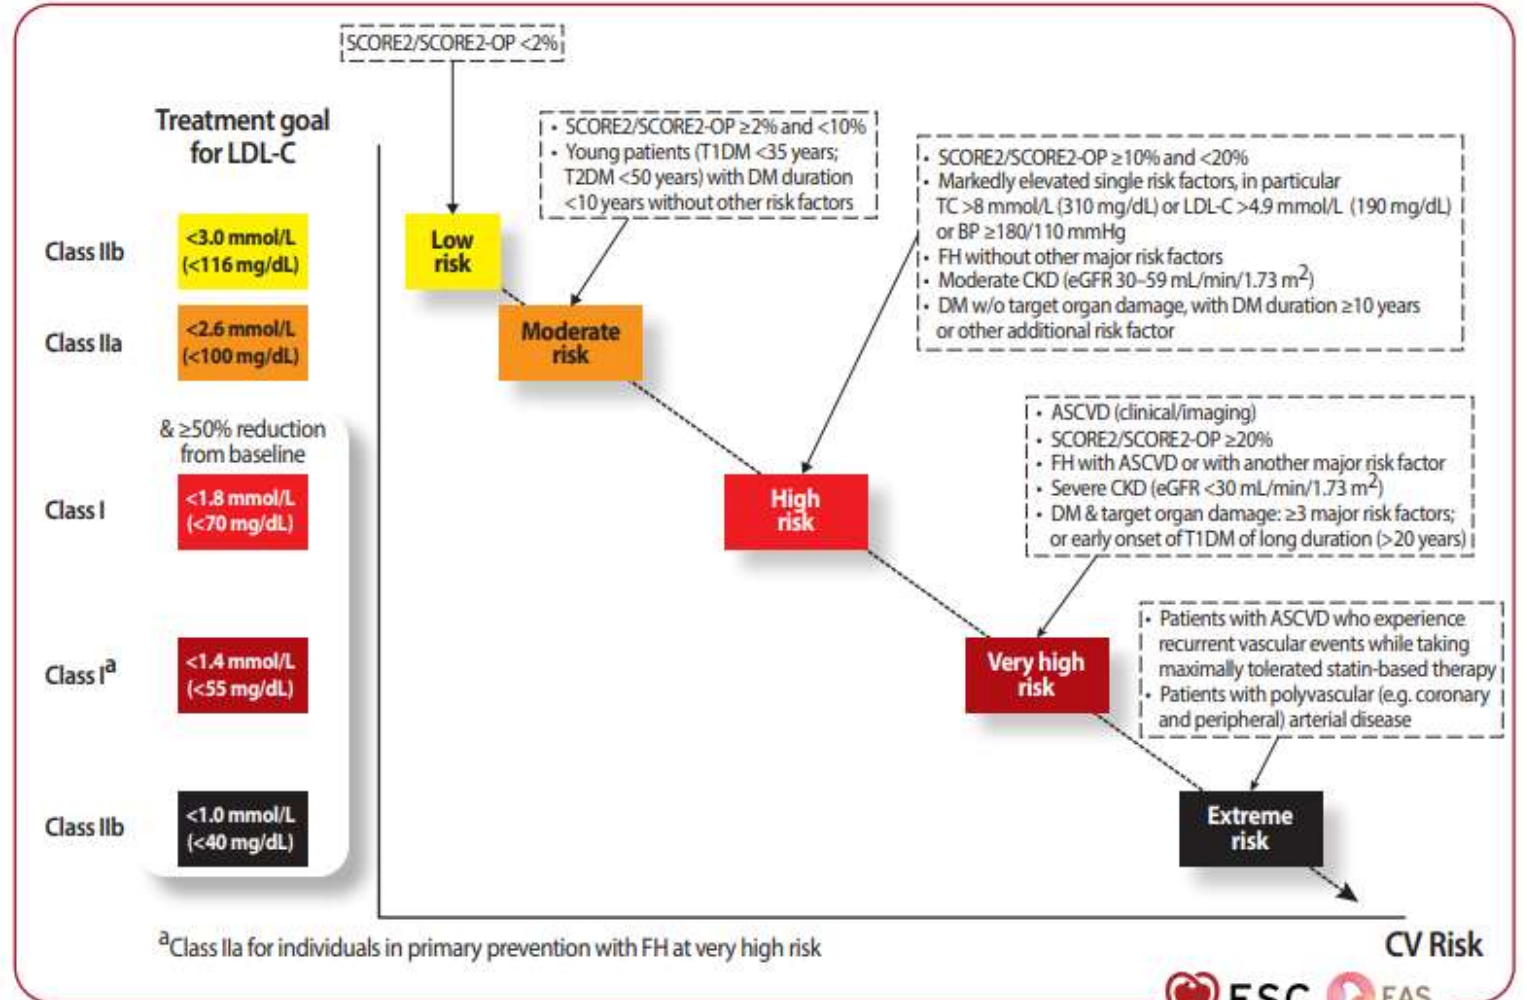 SCORE2/SCORE2-OP <2%
Treatment goal
for LDL-C
• SCORE2/SCORE2-OP ≥2% and <10%
• Young patients (T1DM <35 years;
T2DM <50 years) with DM duration
<10 years without other risk factors
• SCORE2/SCORE2-OP ≥10% and <20%
• Markedly elevated single risk factors, in particular
TC >8 mmol/L (310 mg/dL) or LDL-C >4.9 mmol/L (190 mg/dL)
or BP ≥180/110 mmHg
• FH without other major risk factors
• Moderate CKD (eGFR 30–59 mL/min/1.73 m²)
• DM w/o target organ damage, with DM duration ≥10 years
or other additional risk factor
Class IIb
<3.0 mmol/L
(<116 mg/dL)
Low
risk
Class IIa
<2.6 mmol/L
(<100 mg/dL)
Moderate
risk
& ≥50% reduction
from baseline
• ASCVD (clinical/imaging)
• SCORE2/SCORE2-OP ≥20%
• FH with ASCVD or with another major risk factor
• Severe CKD (eGFR <30 mL/min/1.73 m²)
• DM & target organ damage: ≥3 major risk factors;
or early onset of T1DM of long duration (>20 years)
Class I
<1.8 mmol/L
(<70 mg/dL)
High
risk
• Patients with ASCVD who experience
recurrent vascular events while taking
maximally tolerated statin-based therapy
• Patients with polyvascular (e.g. coronary
and peripheral) arterial disease
Class Iᵃ
<1.4 mmol/L
(<55 mg/dL)
Very high
risk
Class IIb
<1.0 mmol/L
(<40 mg/dL)
Extreme
risk
CV Risk
ᵃClass IIa for individuals in primary prevention with FH at very high risk
ESC
EAS